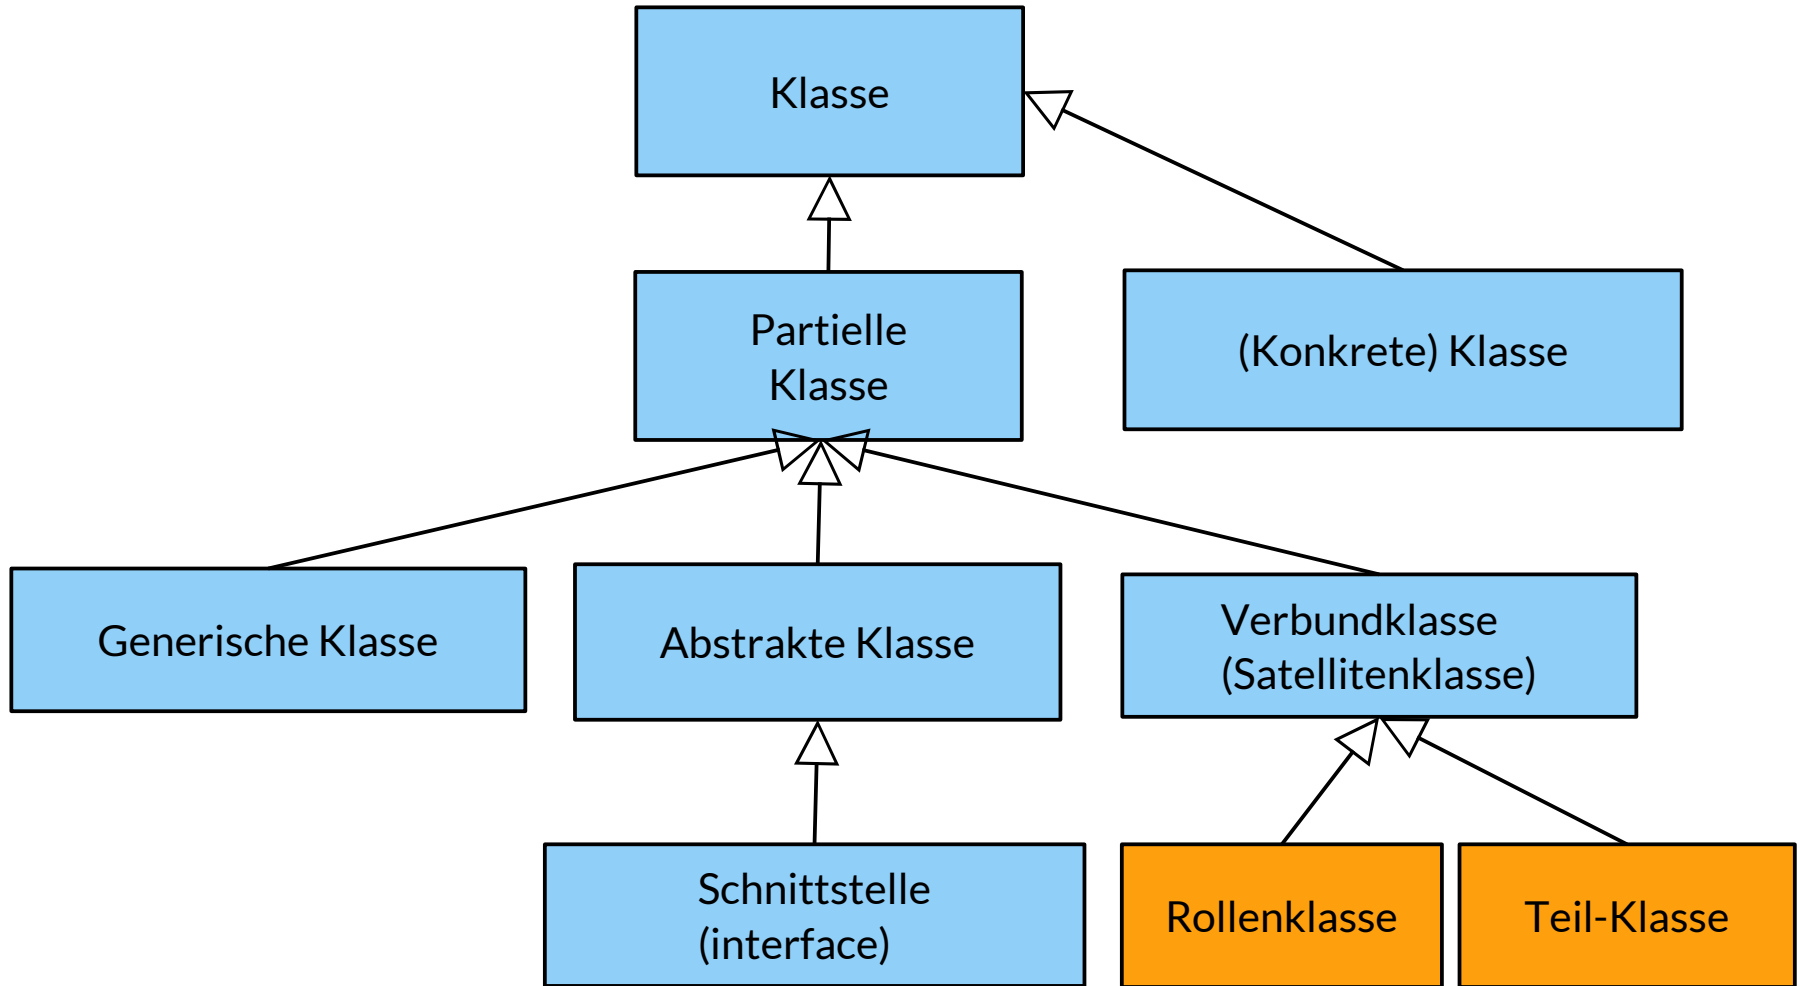 Klasse
Partielle
Klasse
(Konkrete) Klasse
Generische Klasse
Abstrakte Klasse
Verbundklasse
(Satellitenklasse)
Schnittstelle
(interface)
Rollenklasse
Teil-Klasse